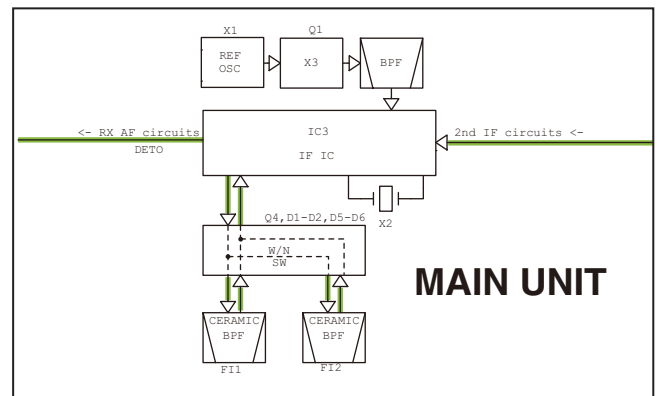 X1
Q1
REF
OSC
X3
BPF
<- RX AF circuits
DETO
IC3
IF IC
2nd IF circuits <-
X2
Q4,D1-D2,D5-D6
W/N
SW
MAIN UNIT
CERAMIC
BPF
FI1
CERAMIC
BPF
FI2